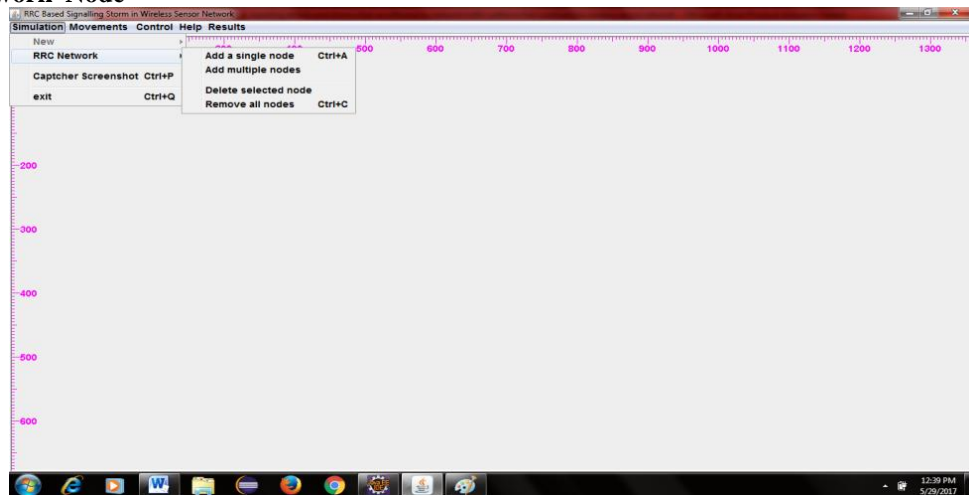 work Node
RRC Based Signalling Storm in Wireless Sensor Network
Simulation Movements Control Help Results
New
RRC Network
Captcher Screenshot Ctrl+P
exit Ctrl+Q
Add a single node Ctrl+A
Add multiple nodes
Delete selected node
Remove all nodes Ctrl+C
500 600 700 800 900 1000 1100 1200 1300
200
300
400
500
600
12:39 PM
5/29/2017